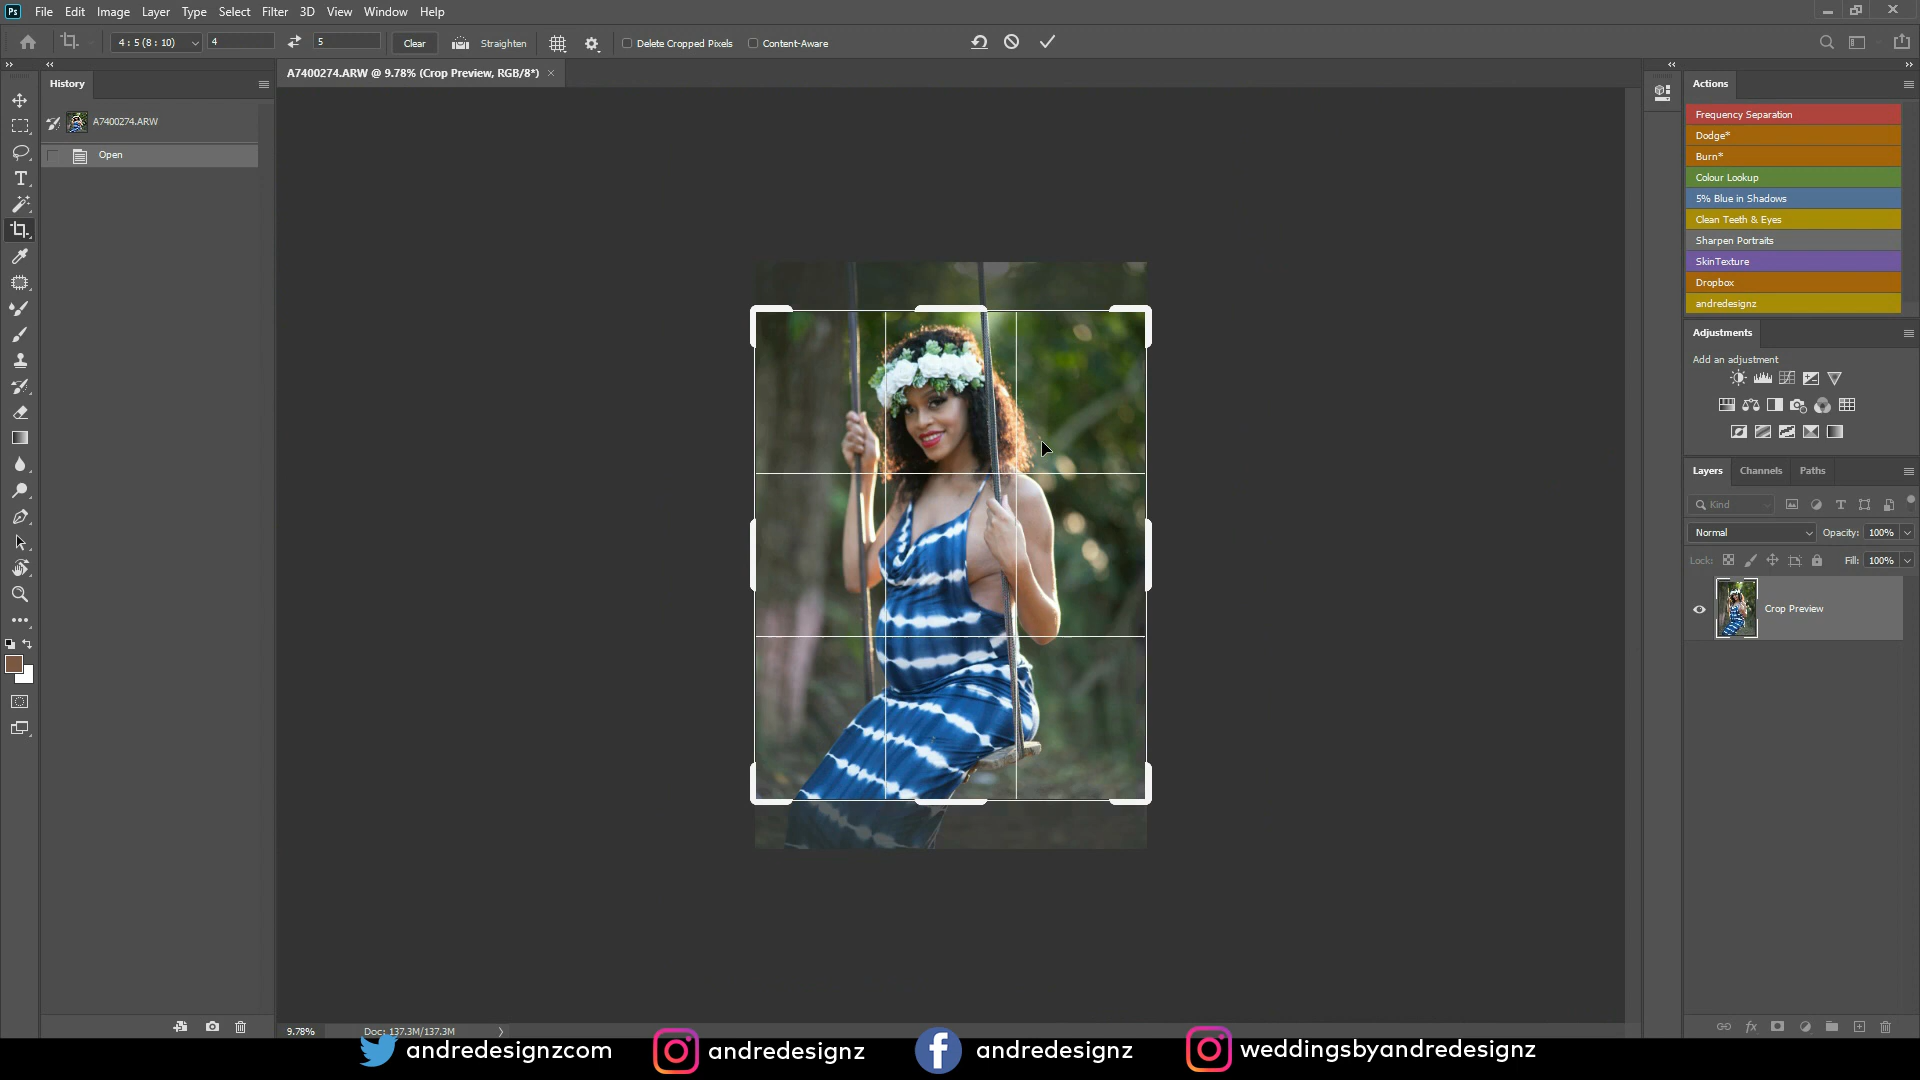 Ps File Edit Image Layer Type Select Filter 3D View Window Help
4 : 5 (8 : 10) 4 5 Clear Straighten Delete Cropped Pixels Content-Aware
History
A7400274.ARW
Open
A7400274.ARW @ 9.78% (Crop Preview, RGB/8*) ×
Actions
Frequency Separation
Dodge*
Burn*
Colour Lookup
5% Blue in Shadows
Clean Teeth & Eyes
Sharpen Portraits
SkinTexture
Dropbox
andredesignz
Adjustments
Add an adjustment
Layers Channels Paths
Kind
Normal Opacity: 100%
Lock: Fill: 100%
Crop Preview
9.78% Doc: 137.3M/137.3M
andredesignzcom andredesignz andredesignz weddingsbyandredesignz